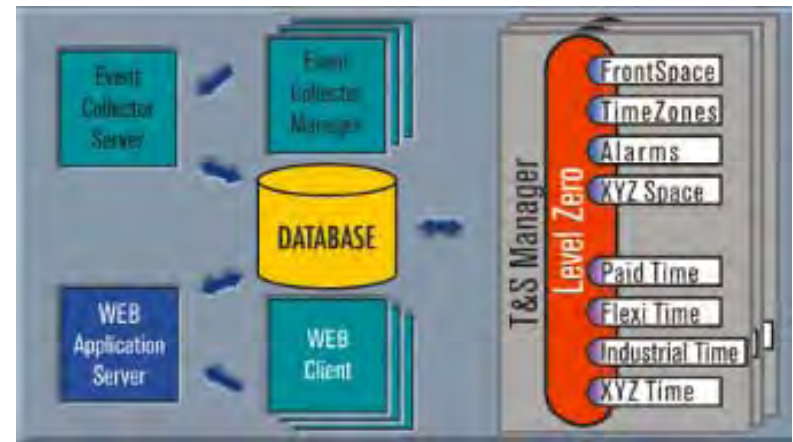 Event
Collector
Server
Event
Collector
Manager
DATABASE
WEB
Application
Server
WEB
Client
T&S Manager
Level Zero
FrontSpace
TimeZones
Alarms
XYZ Space
Paid Time
Flexi Time
Industrial Time
XYZ Time